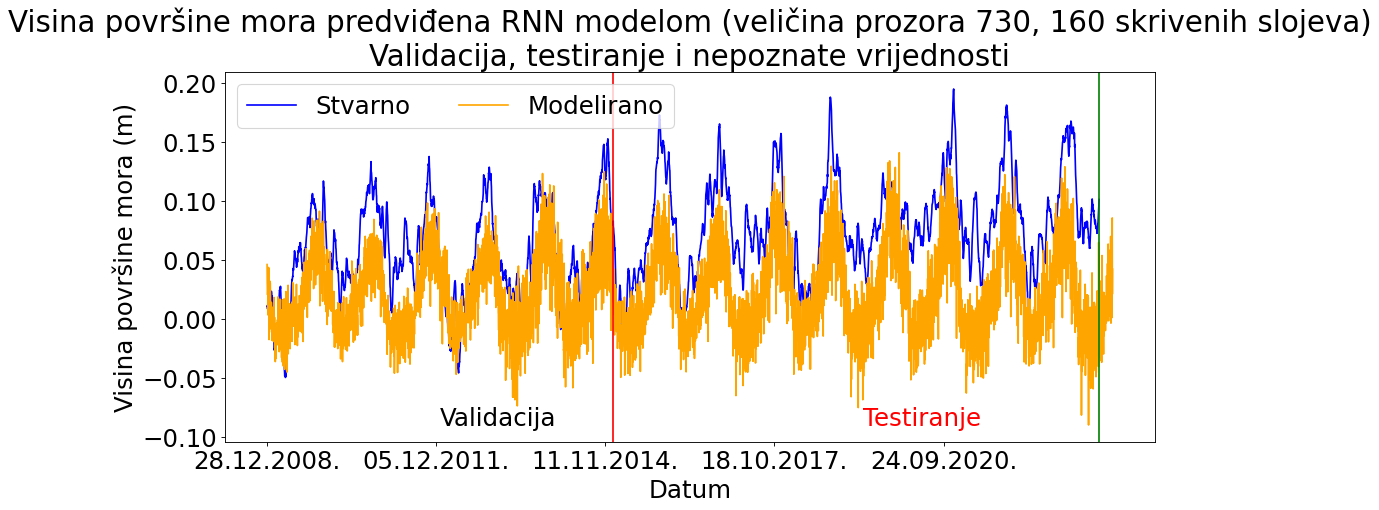 Visina površine mora predviđena RNN modelom (veličina prozora 730, 160 skrivenih slojeva)
Validacija, testiranje i nepoznate vrijednosti
Stvarno Modelirano
Visina površine mora (m)
0.20
0.15
0.10
0.05
0.00
−0.05
−0.10
Validacija Testiranje
28.12.2008. 05.12.2011. 11.11.2014. 18.10.2017. 24.09.2020.
Datum